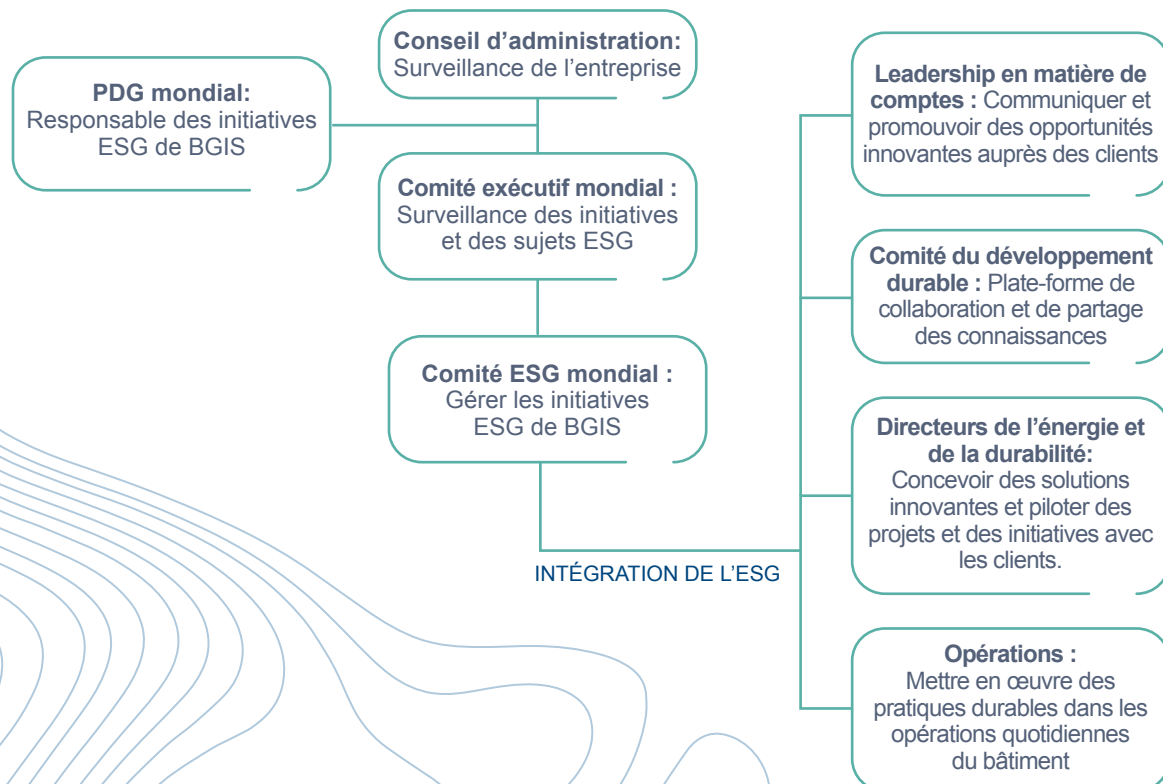 Conseil d’administration:
Surveillance de l’entreprise
PDG mondial:
Responsable des initiatives
ESG de BGIS
Comité exécutif mondial :
Surveillance des initiatives
et des sujets ESG
Comité ESG mondial :
Gérer les initiatives
ESG de BGIS
INTÉGRATION DE L’ESG
Leadership en matière de
comptes : Communiquer et
promouvoir des opportunités
innovantes auprès des clients
Comité du développement
durable : Plate-forme de
collaboration et de partage
des connaissances
Directeurs de l’énergie et
de la durabilité:
Concevoir des solutions
innovantes et piloter des
projets et des initiatives avec
les clients.
Opérations :
Mettre en œuvre des
pratiques durables dans les
opérations quotidiennes
du bâtiment